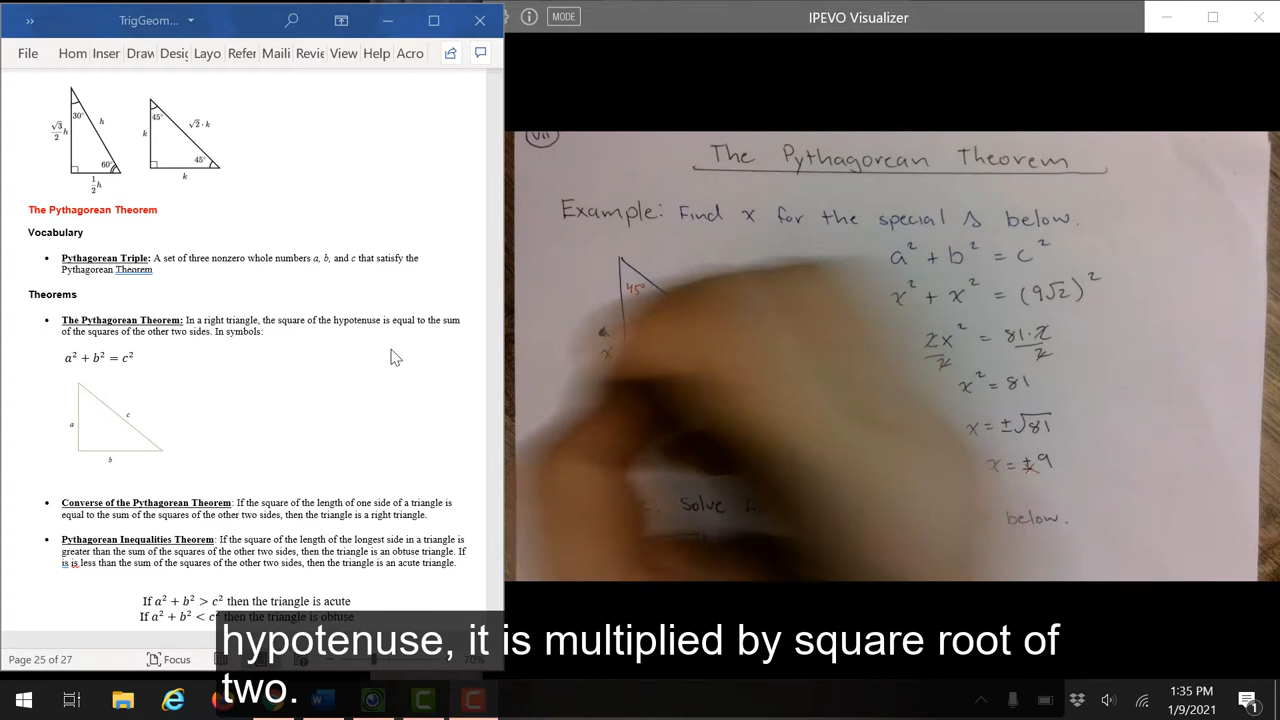 TrigGeom...
IPEVO Visualizer
MODE
File Hom Inser Draw Desig Layo Refer Maili Revie View Help Acro
30°
h
√3/2 h
60°
1/2 h
45°
√2 · k
k
45°
k
The Pythagorean Theorem
Vocabulary
Pythagorean Triple: A set of three nonzero whole numbers a, b, and c that satisfy the
Pythagorean Theorem
Theorems
The Pythagorean Theorem: In a right triangle, the square of the hypotenuse is equal to the sum
of the squares of the other two sides. In symbols:
a² + b² = c²
a
c
b
Converse of the Pythagorean Theorem: If the square of the length of one side of a triangle is
equal to the sum of the squares of the other two sides, then the triangle is a right triangle.
Pythagorean Inequalities Theorem: If the square of the length of the longest side in a triangle is
greater than the sum of the squares of the other two sides, then the triangle is an obtuse triangle. If
is is less than the sum of the squares of the other two sides, then the triangle is an acute triangle.
If a² + b² > c² then the triangle is acute
If a² + b² < c² then the triangle is obtuse
Page 25 of 27
Focus
70%
VII
The Pythagorean Theorem
Example: Find x for the special Δ below.
45°
a
x
a² + b² = c²
x² + x² = (9√2)²
2x²/2 = 81·2/2
x² = 81
x = ±√81
x = ±9
Solve
below.
hypotenuse, it is multiplied by square root of
two.
1:35 PM
1/9/2021
1